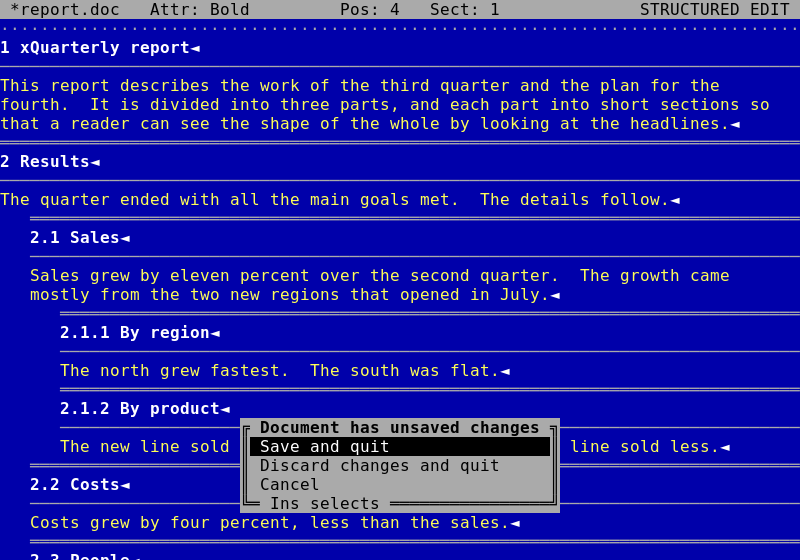 *report.doc   Attr: Bold         Pos: 4   Sect: 1              STRUCTURED EDIT
1 xQuarterly report◄
This report describes the work of the third quarter and the plan for the
fourth.  It is divided into three parts, and each part into short sections so
that a reader can see the shape of the whole by looking at the headlines.◄
2 Results◄
The quarter ended with all the main goals met.  The details follow.◄
2.1 Sales◄
Sales grew by eleven percent over the second quarter.  The growth came
mostly from the two new regions that opened in July.◄
2.1.1 By region◄
The north grew fastest.  The south was flat.◄
2.1.2 By product◄
Document has unsaved changes
The new line sold
Save and quit
line sold less.◄
Discard changes and quit
2.2 Costs◄
Cancel
Ins selects
Costs grew by four percent, less than the sales.◄
2.3 People◄